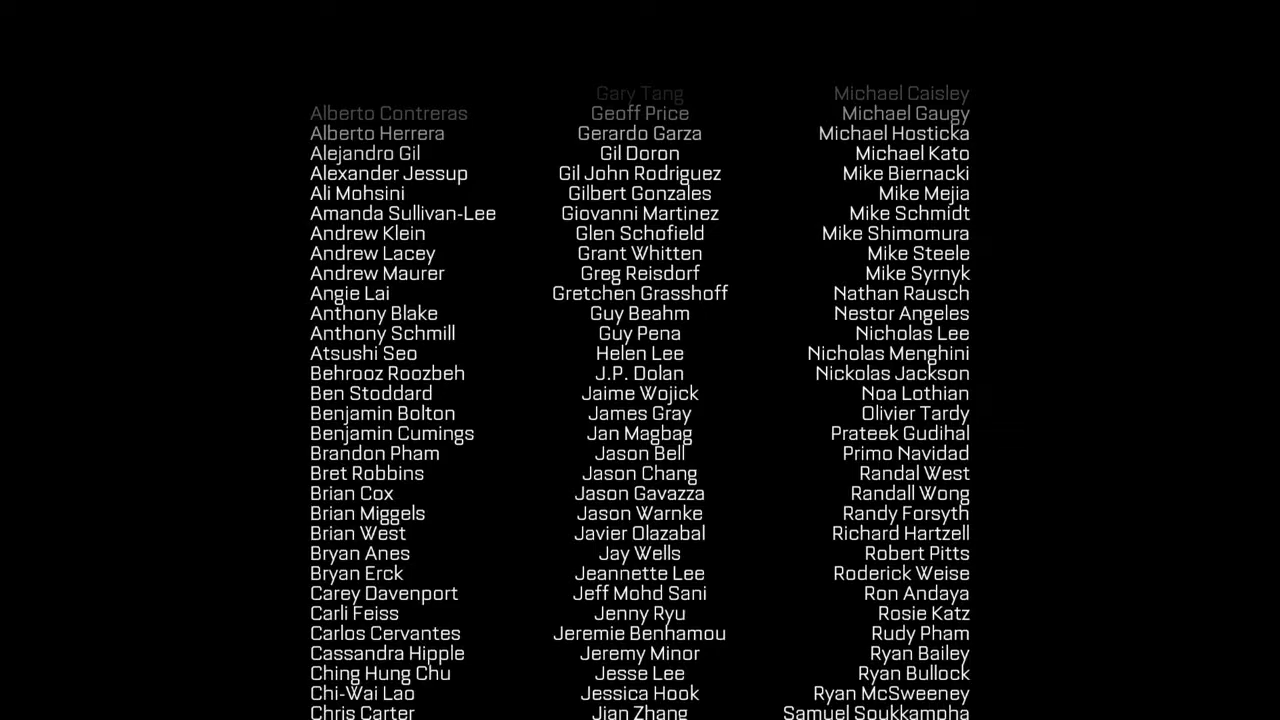 Gary Tang Michael Caisley
Alberto Contreras Geoff Price Michael Gaugy
Alberto Herrera Gerardo Garza Michael Hosticka
Alejandro Gil Gil Doron Michael Kato
Alexander Jessup Gil John Rodriguez Mike Biernacki
Ali Mohsini Gilbert Gonzales Mike Mejia
Amanda Sullivan-Lee Giovanni Martinez Mike Schmidt
Andrew Klein Glen Schofield Mike Shimomura
Andrew Lacey Grant Whitten Mike Steele
Andrew Maurer Greg Reisdorf Mike Syrnyk
Angie Lai Gretchen Grasshoff Nathan Rausch
Anthony Blake Guy Beahm Nestor Angeles
Anthony Schmill Guy Pena Nicholas Lee
Atsushi Seo Helen Lee Nicholas Menghini
Behrooz Roozbeh J.P. Dolan Nickolas Jackson
Ben Stoddard Jaime Wojick Noa Lothian
Benjamin Bolton James Gray Olivier Tardy
Benjamin Cumings Jan Magbag Prateek Gudihal
Brandon Pham Jason Bell Primo Navidad
Bret Robbins Jason Chang Randal West
Brian Cox Jason Gavazza Randall Wong
Brian Miggels Jason Warnke Randy Forsyth
Brian West Javier Olazabal Richard Hartzell
Bryan Anes Jay Wells Robert Pitts
Bryan Erck Jeannette Lee Roderick Weise
Carey Davenport Jeff Mohd Sani Ron Andaya
Carli Feiss Jenny Ryu Rosie Katz
Carlos Cervantes Jeremie Benhamou Rudy Pham
Cassandra Hipple Jeremy Minor Ryan Bailey
Ching Hung Chu Jesse Lee Ryan Bullock
Chi-Wai Lao Jessica Hook Ryan McSweeney
Chris Carter Jian Zhang Samuel Soukkampha